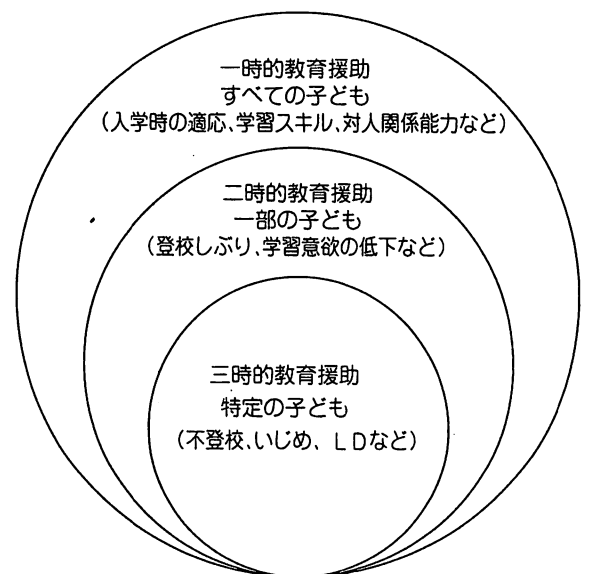 一時的教育援助
すべての子ども
(入学時の適応、学習スキル、対人関係能力など)
二時的教育援助
一部の子ども
(登校しぶり、学習意欲の低下など)
三時的教育援助
特定の子ども
(不登校、いじめ、LDなど)